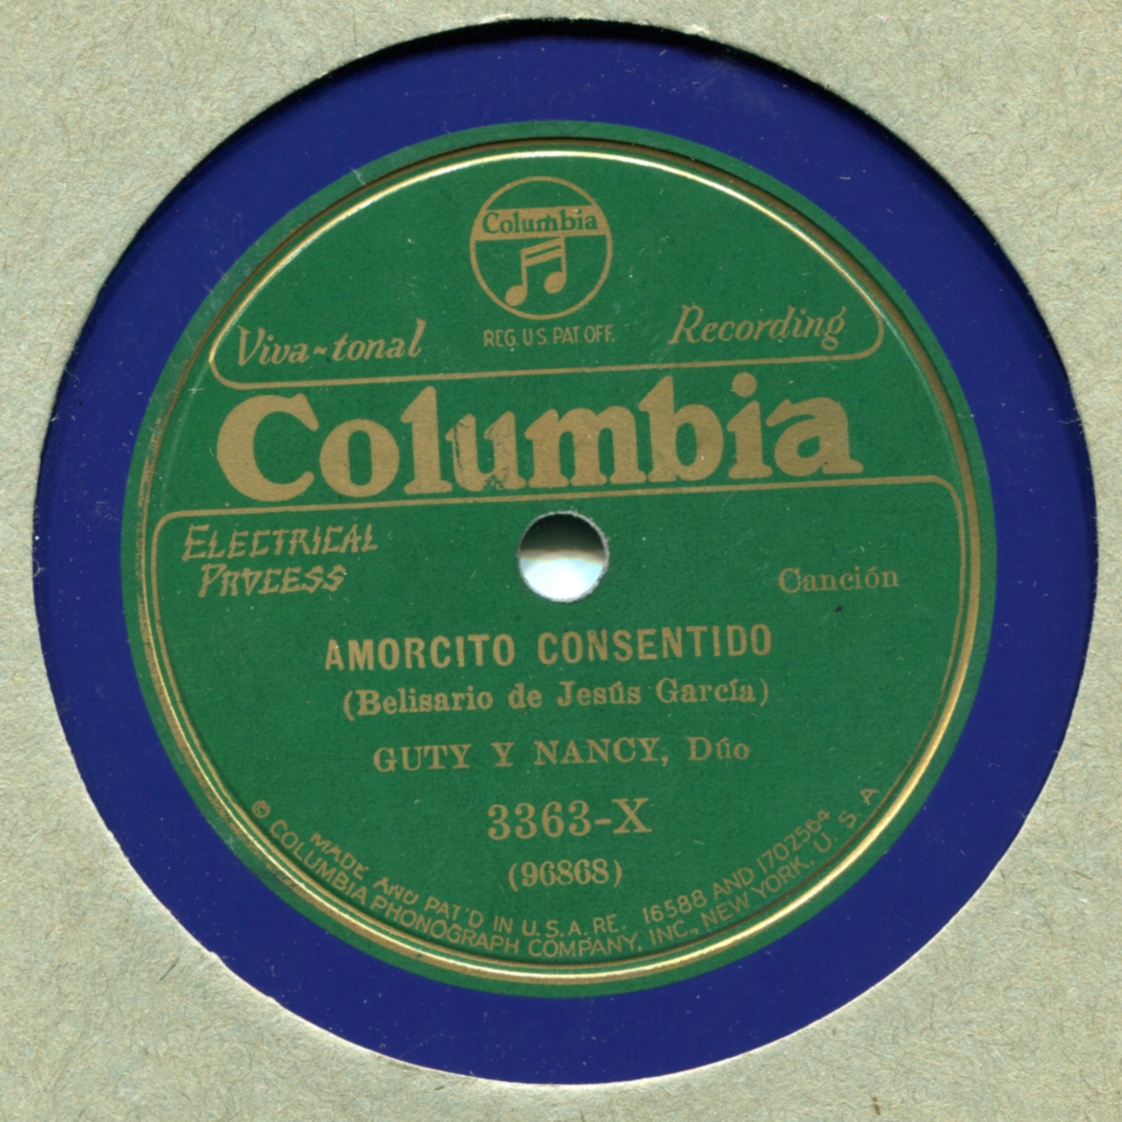 Columbia
REG. U.S. PAT. OFF.
Viva-tonal Recording
Columbia
ELECTRICAL
PROCESS
Canción
AMORCITO CONSENTIDO
(Belisario de Jesús García)
GUTY Y NANCY, Dúo
3363-X
(96868)
MADE AND PAT'D IN U.S.A. RE. 16588 AND 1702564
© COLUMBIA PHONOGRAPH COMPANY, INC., NEW YORK, U. S. A